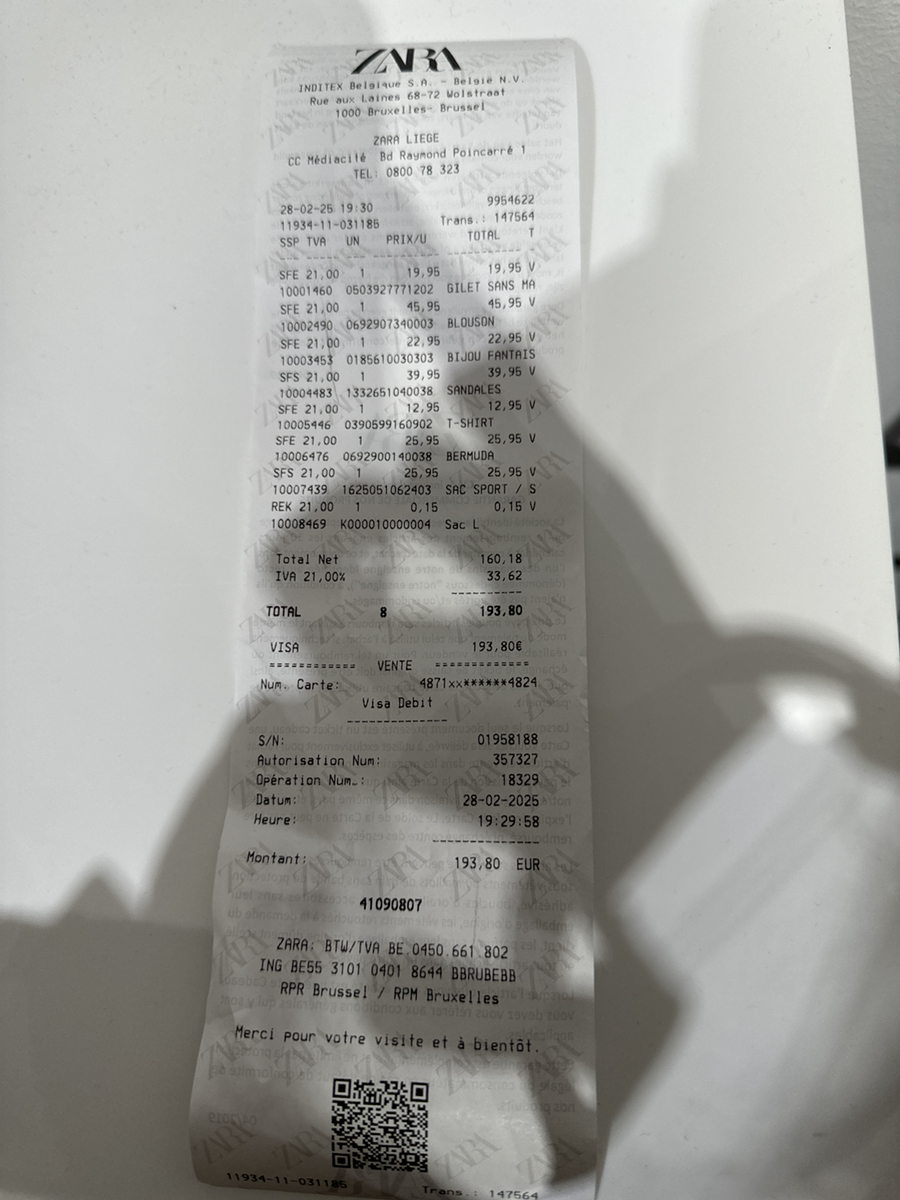 ZARA
INDITEX Belgique S.A. - België N.V.
Rue aux Laines 68-72 Wolstraat
1000 Bruxelles- Brussel
ZARA LIEGE
CC Médiacité Bd Raymond Poincarré 1
TEL: 0800 78 323
28-02-25 19:30 9954622
11934-11-031185 Trans.: 147564
SSP TVA UN PRIX/U TOTAL T
SFE 21,00 1 19,95 19,95 V
10001460 0503927771202 GILET SANS MA
SFE 21,00 1 45,95 45,95 V
10002490 0692907340003 BLOUSON
SFE 21,00 1 22,95 22,95 V
10003453 0185610030303 BIJOU FANTAIS
SFS 21,00 1 39,95 39,95 V
10004483 1332651040038 SANDALES
SFE 21,00 1 12,95 12,95 V
10005446 0390599160902 T-SHIRT
SFE 21,00 1 25,95 25,95 V
10006476 0692900140038 BERMUDA
SFS 21,00 1 25,95 25,95 V
10007439 1625051062403 SAC SPORT / S
REK 21,00 1 0,15 0,15 V
10008469 K000010000004 Sac L
Total Net 160,18
IVA 21,00% 33,62
TOTAL 8 193,80
VISA 193,80€
============ VENTE =============
Num. Carte: 4871xx******4824
Visa Debit
S/N: 01958188
Autorisation Num: 357327
Opération Num.: 18329
Datum: 28-02-2025
Heure: 19:29:58
Montant: 193,80 EUR
41090807
ZARA: BTW/TVA BE.0450.661.802
ING BE55 3101 0401 8644 BBRUBEBB
RPR Brussel / RPM Bruxelles
Merci pour votre visite et à bientôt.
11934-11-031185 Trans.: 147564